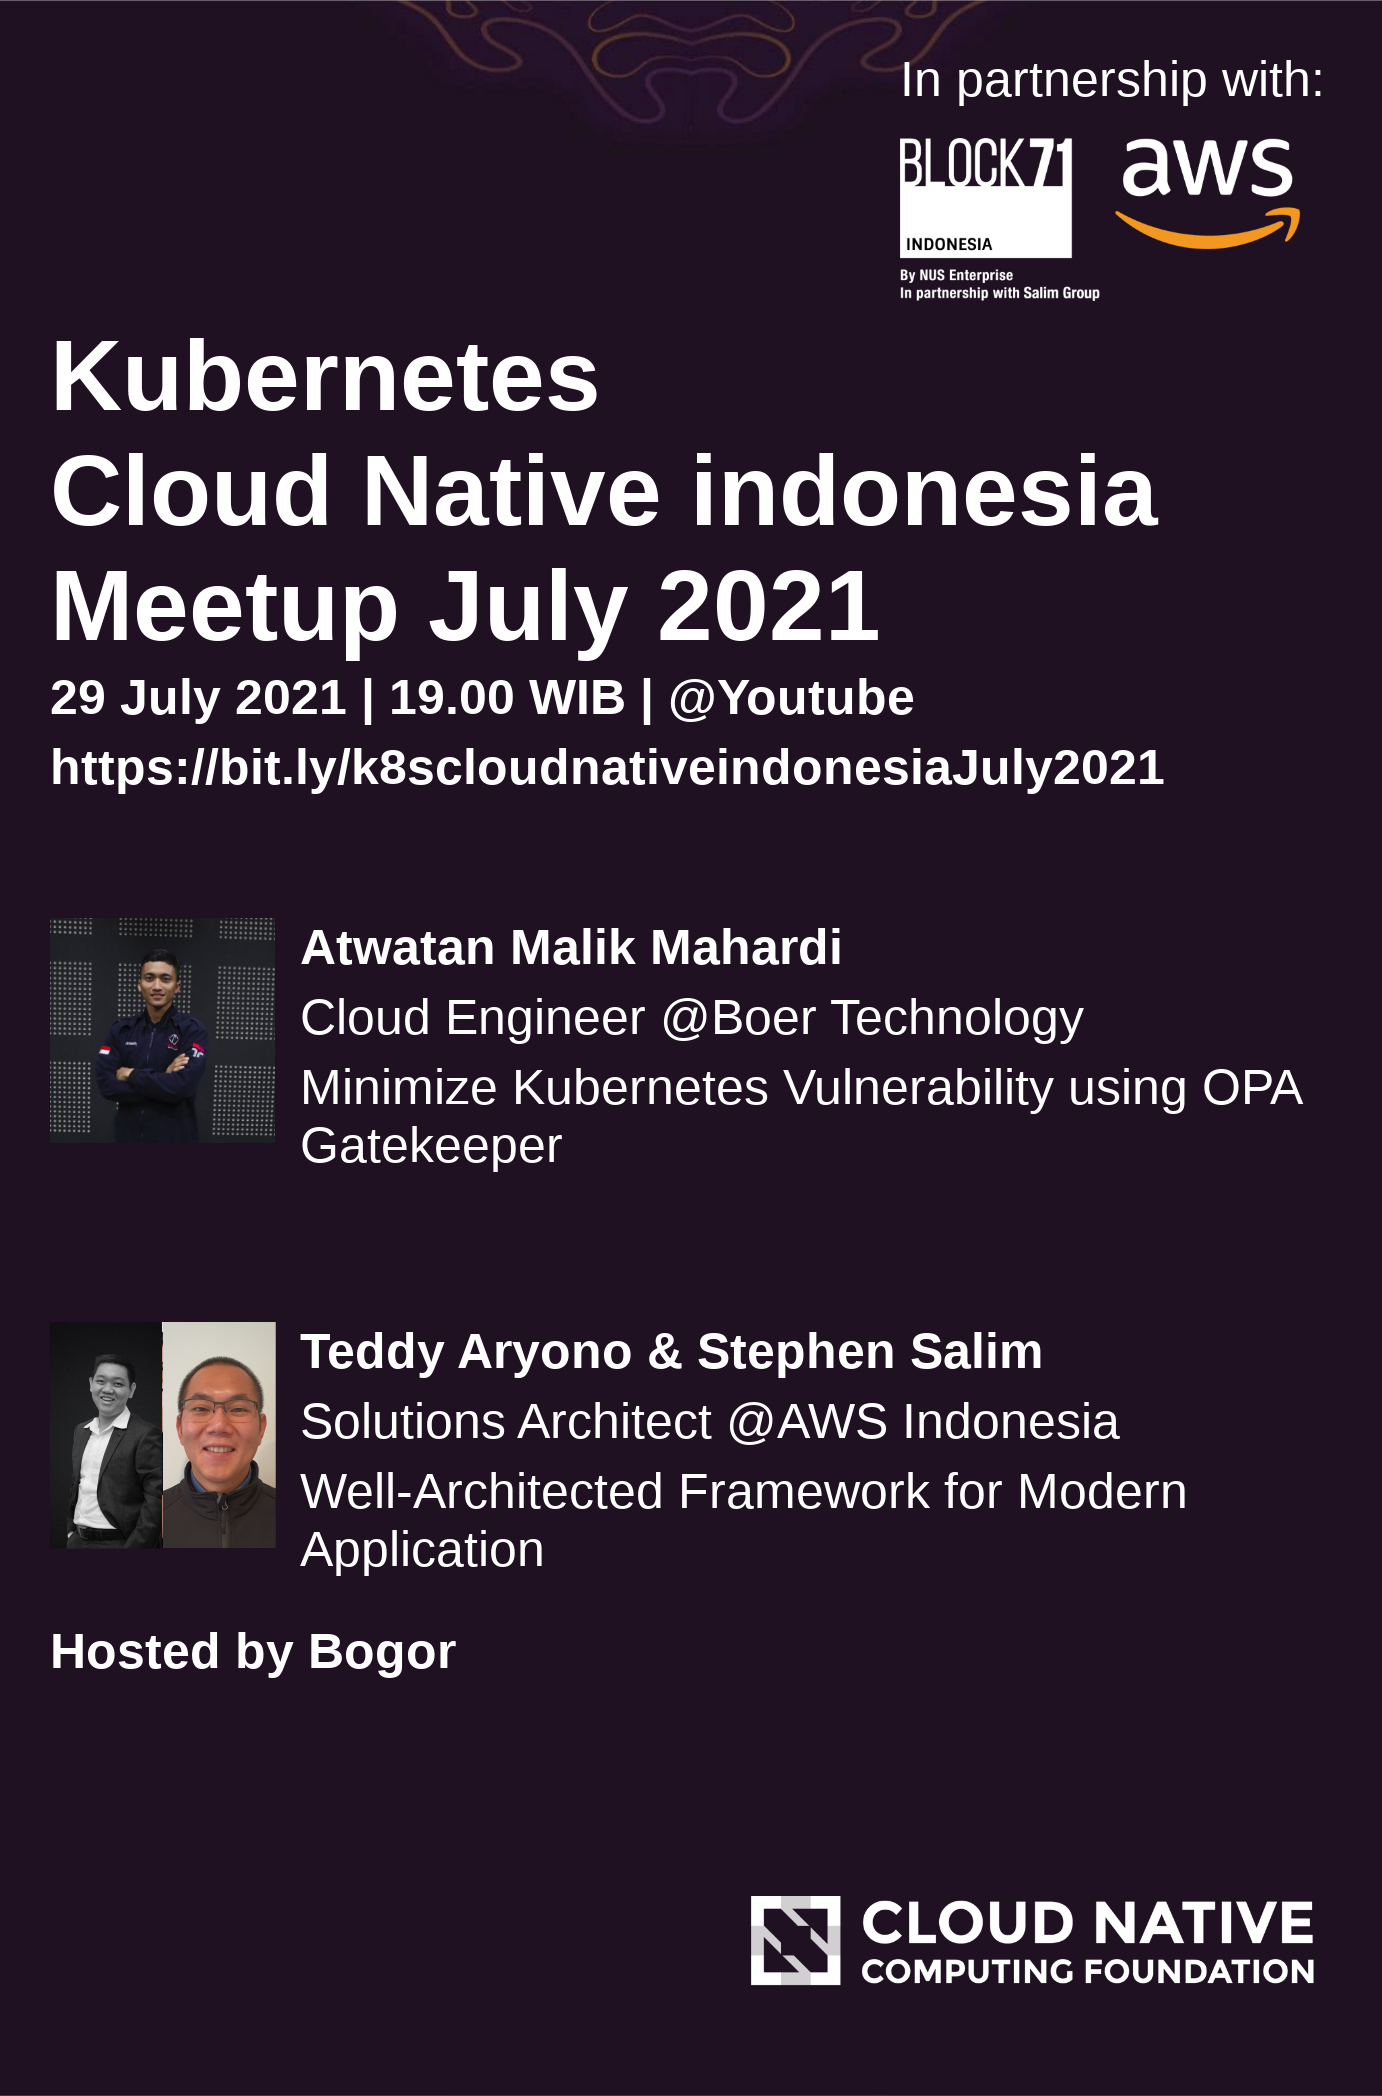 In partnership with:
BLOCK71
INDONESIA
By NUS Enterprise
In partnership with Salim Group
aws
Kubernetes
Cloud Native indonesia
Meetup July 2021
29 July 2021 | 19.00 WIB | @Youtube
https://bit.ly/k8scloudnativeindonesiaJuly2021
Atwatan Malik Mahardi
Cloud Engineer @Boer Technology
Minimize Kubernetes Vulnerability using OPA
Gatekeeper
Teddy Aryono & Stephen Salim
Solutions Architect @AWS Indonesia
Well-Architected Framework for Modern
Application
Hosted by Bogor
CLOUD NATIVE
COMPUTING FOUNDATION